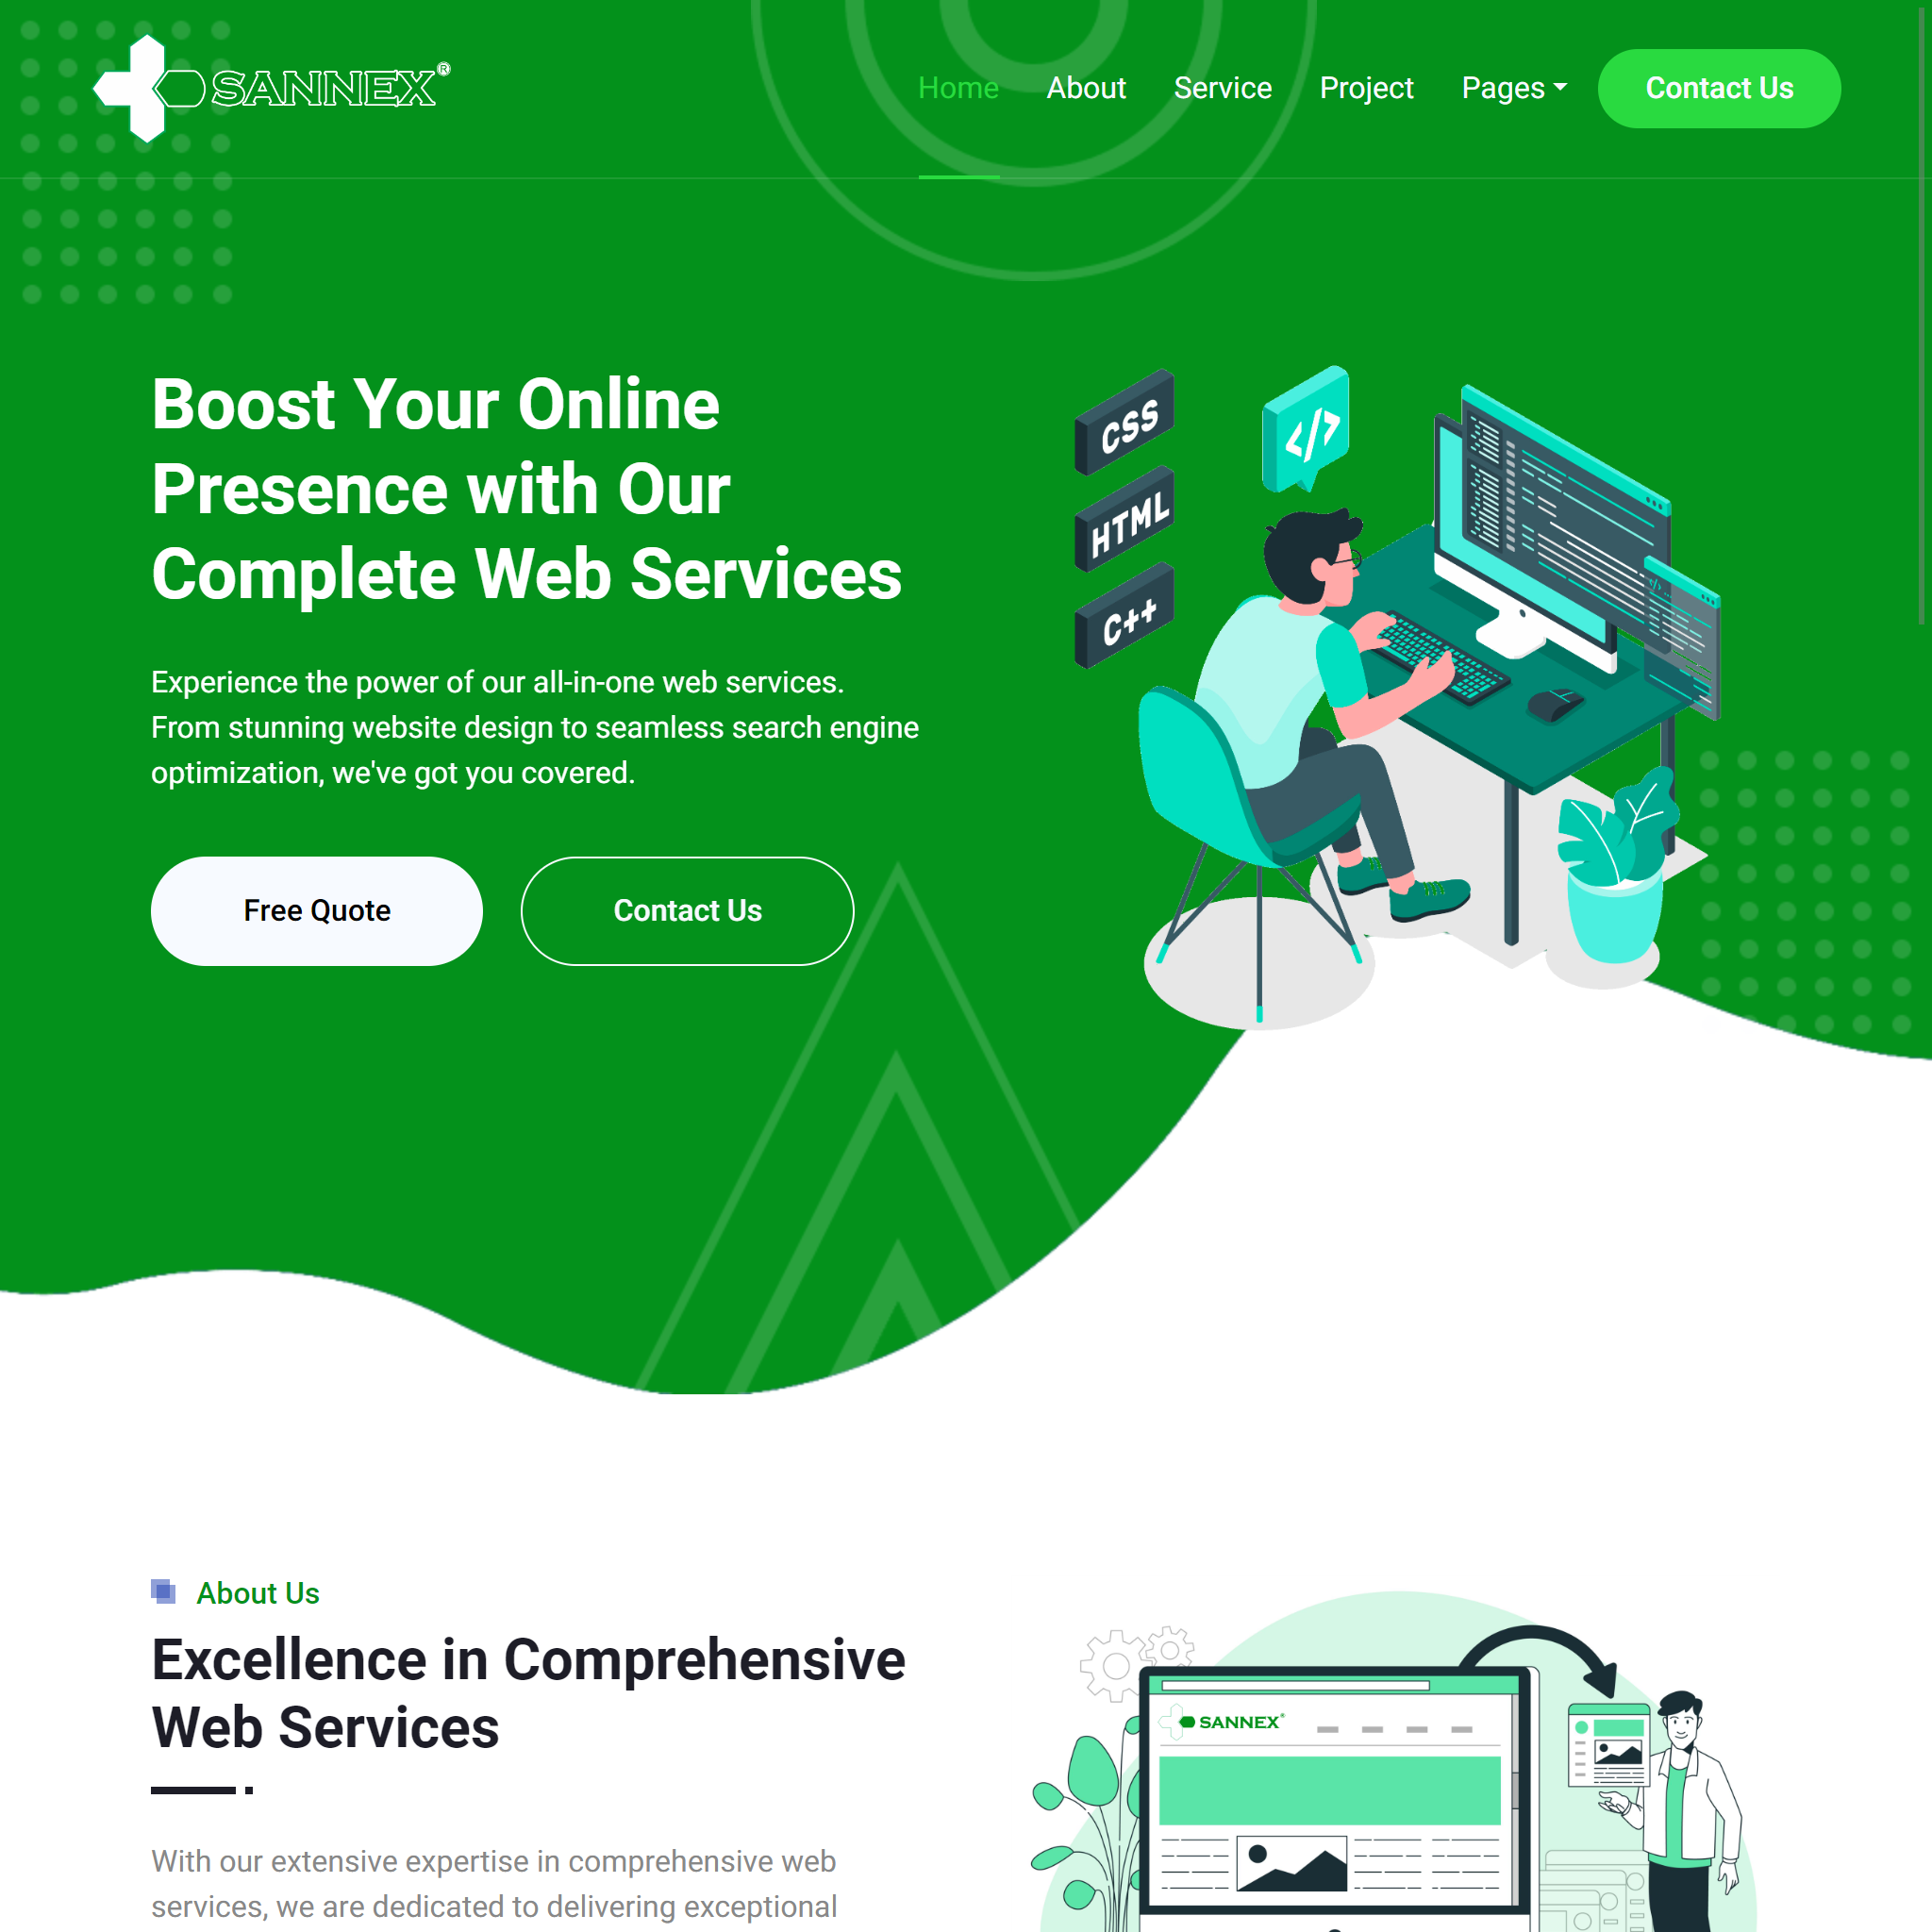 SANNEX®
Home
About
Service
Project
Pages
Contact Us
Boost Your Online
Presence with Our
Complete Web Services
Experience the power of our all-in-one web services.
From stunning website design to seamless search engine
optimization, we've got you covered.
Free Quote
Contact Us
CSS
</>
HTML
C++
</>...
About Us
Excellence in Comprehensive
Web Services
With our extensive expertise in comprehensive web
services, we are dedicated to delivering exceptional
SANNEX®